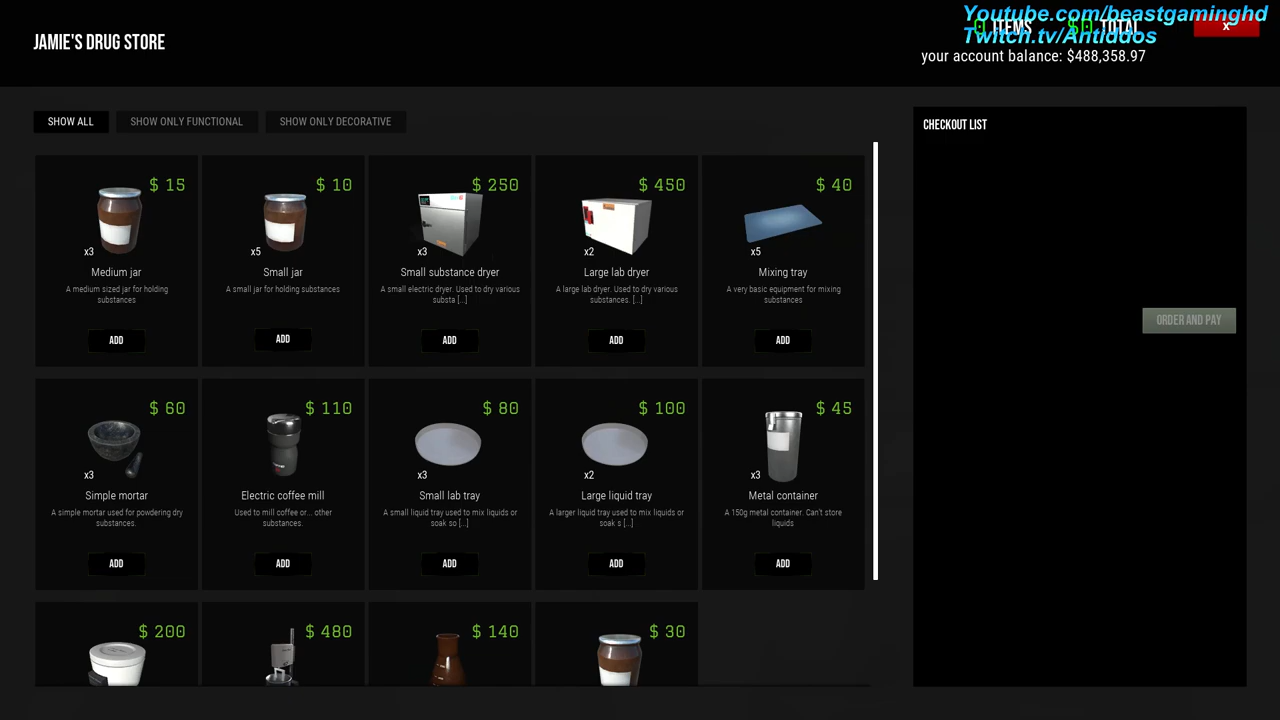 Youtube.com/beastgaminghd
JAMIE'S DRUG STORE
0 ITEMS $0 TOTAL
x
Twitch.tv/Antiddos
your account balance: $488,358.97
SHOW ALL
SHOW ONLY FUNCTIONAL
SHOW ONLY DECORATIVE
CHECKOUT LIST
$ 15
x3
Medium jar
A medium sized jar for holding
substances
ADD
$ 10
x5
Small jar
A small jar for holding substances
ADD
$ 250
x3
Small substance dryer
A small electric dryer. Used to dry various
substa [...]
ADD
$ 450
x2
Large lab dryer
A large lab dryer. Used to dry various
substances. [...]
ADD
$ 40
x5
Mixing tray
A very basic equipment for mixing
substances
ADD
ORDER AND PAY
$ 60
x3
Simple mortar
A simple mortar used for powdering dry
substances.
ADD
$ 110
Electric coffee mill
Used to mill coffee or... other
substances.
ADD
$ 80
x3
Small lab tray
A small liquid tray used to mix liquids or
soak so [...]
ADD
$ 100
x2
Large liquid tray
A larger liquid tray used to mix liquids or
soak s [...]
ADD
$ 45
x3
Metal container
A 150g metal container. Can't store
liquids
ADD
$ 200
$ 480
$ 140
$ 30